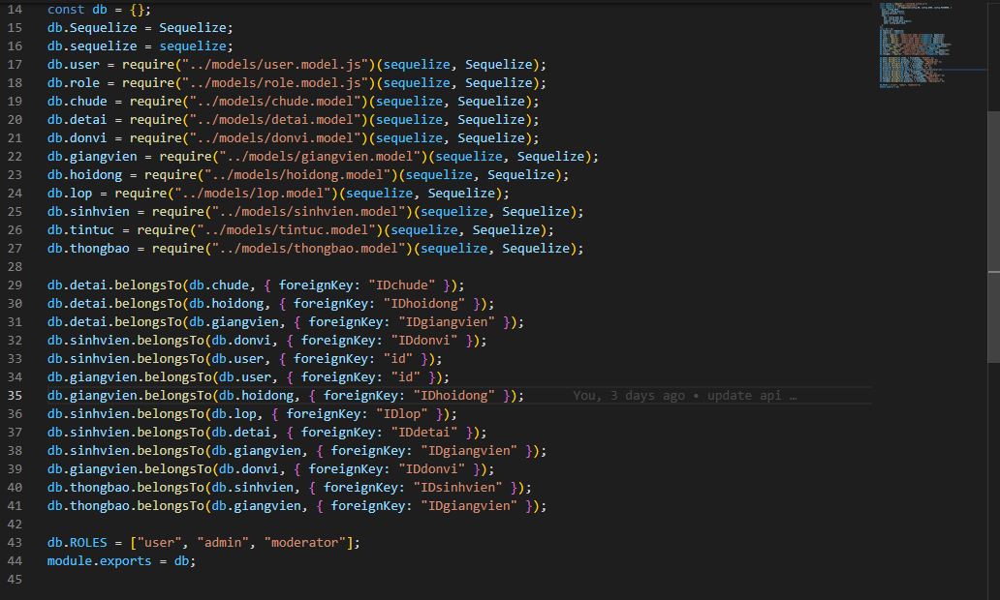 14 const db = {};
15 db.Sequelize = Sequelize;
16 db.sequelize = sequelize;
17 db.user = require("../models/user.model.js")(sequelize, Sequelize);
18 db.role = require("../models/role.model.js")(sequelize, Sequelize);
19 db.chude = require("../models/chude.model")(sequelize, Sequelize);
20 db.detai = require("../models/detai.model")(sequelize, Sequelize);
21 db.donvi = require("../models/donvi.model")(sequelize, Sequelize);
22 db.giangvien = require("../models/giangvien.model")(sequelize, Sequelize);
23 db.hoidong = require("../models/hoidong.model")(sequelize, Sequelize);
24 db.lop = require("../models/lop.model")(sequelize, Sequelize);
25 db.sinhvien = require("../models/sinhvien.model")(sequelize, Sequelize);
26 db.tintuc = require("../models/tintuc.model")(sequelize, Sequelize);
27 db.thongbao = require("../models/thongbao.model")(sequelize, Sequelize);
28
29 db.detai.belongsTo(db.chude, { foreignKey: "IDchude" });
30 db.detai.belongsTo(db.hoidong, { foreignKey: "IDhoidong" });
31 db.detai.belongsTo(db.giangvien, { foreignKey: "IDgiangvien" });
32 db.sinhvien.belongsTo(db.donvi, { foreignKey: "IDdonvi" });
33 db.sinhvien.belongsTo(db.user, { foreignKey: "id" });
34 db.giangvien.belongsTo(db.user, { foreignKey: "id" });
35 db.giangvien.belongsTo(db.hoidong, { foreignKey: "IDhoidong" }); You, 3 days ago • update api …
36 db.sinhvien.belongsTo(db.lop, { foreignKey: "IDlop" });
37 db.sinhvien.belongsTo(db.detai, { foreignKey: "IDdetai" });
38 db.sinhvien.belongsTo(db.giangvien, { foreignKey: "IDgiangvien" });
39 db.giangvien.belongsTo(db.donvi, { foreignKey: "IDdonvi" });
40 db.thongbao.belongsTo(db.sinhvien, { foreignKey: "IDsinhvien" });
41 db.thongbao.belongsTo(db.giangvien, { foreignKey: "IDgiangvien" });
42
43 db.ROLES = ["user", "admin", "moderator"];
44 module.exports = db;
45